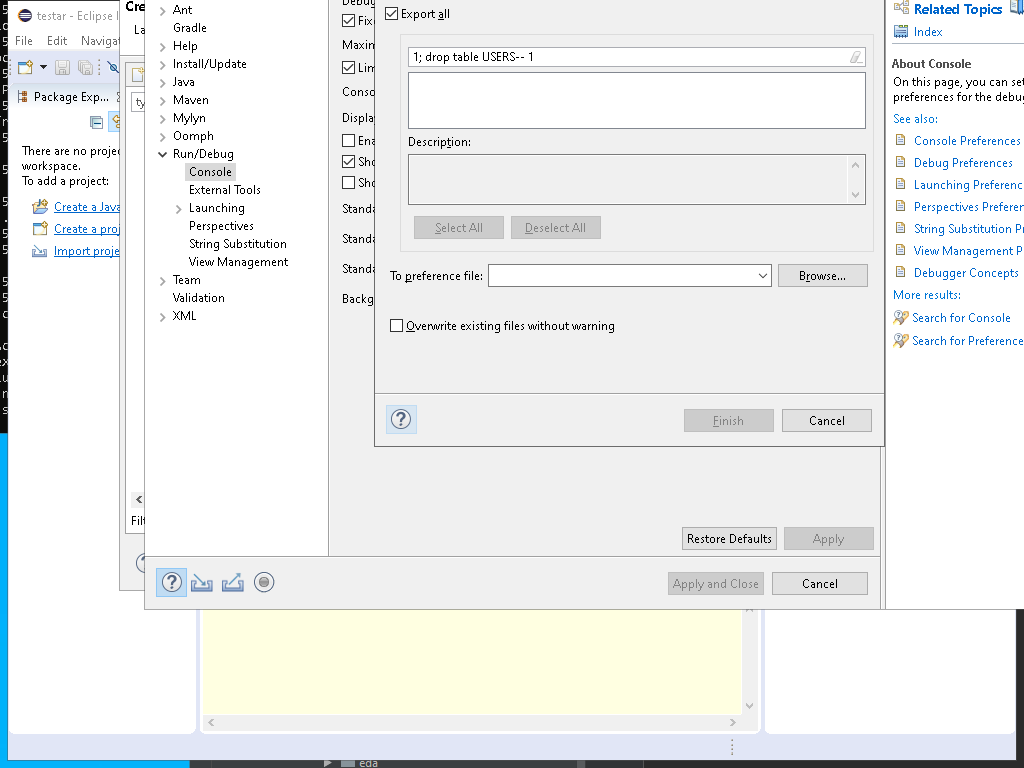 testar - Eclipse I
File Edit Naviga
Package Exp...
There are no proje
workspace.
To add a project:
Create a Java
Create a proj
Import proje
Cre
La
ty
Filt
Ant
Gradle
Help
Install/Update
Java
Maven
Mylyn
Oomph
Run/Debug
Console
External Tools
Launching
Perspectives
String Substitution
View Management
Team
Validation
XML
Debug
Fixe
Maxim
Lim
Conso
Display
Ena
Sho
Sho
Standa
Standa
Standa
Backg
Export all
1; drop table USERS-- 1
Description:
Select All Deselect All
To preference file: Browse...
Overwrite existing files without warning
Finish Cancel
Restore Defaults Apply
Apply and Close Cancel
Related Topics
Index
About Console
On this page, you can set
preferences for the debug
See also:
Console Preferences
Debug Preferences
Launching Preferenc
Perspectives Preferen
String Substitution Pr
View Management P
Debugger Concepts
More results:
Search for Console
Search for Preference
eda